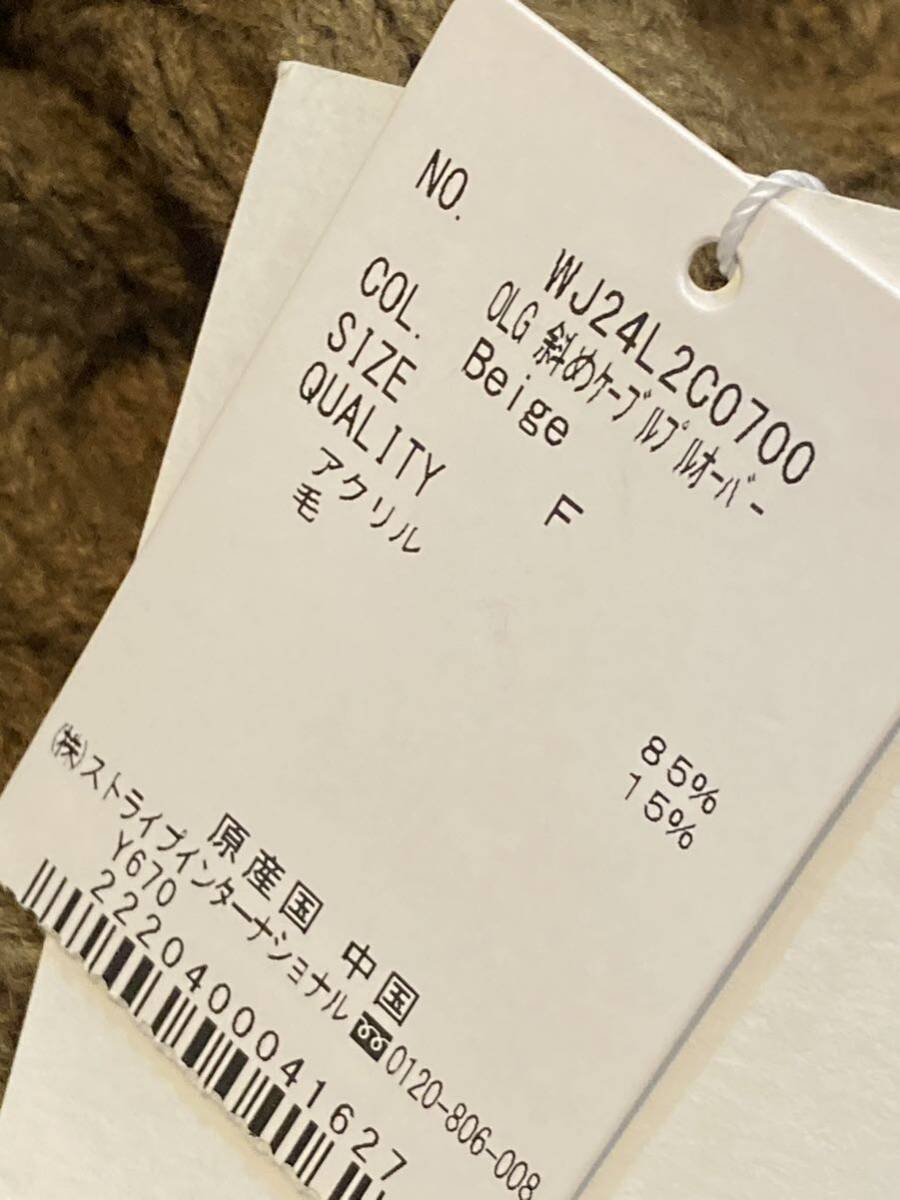 NO. WJ24L2C0700
OLG 斜めｹｰﾌﾞﾙﾌﾟﾙｵｰﾊﾞｰ
COL. Beige
SIZE F
QUALITY
アクリル 85%
毛 15%
原産国 中国
Y670
㈱ストライプインターナショナル 0120-806-008
2220400041627